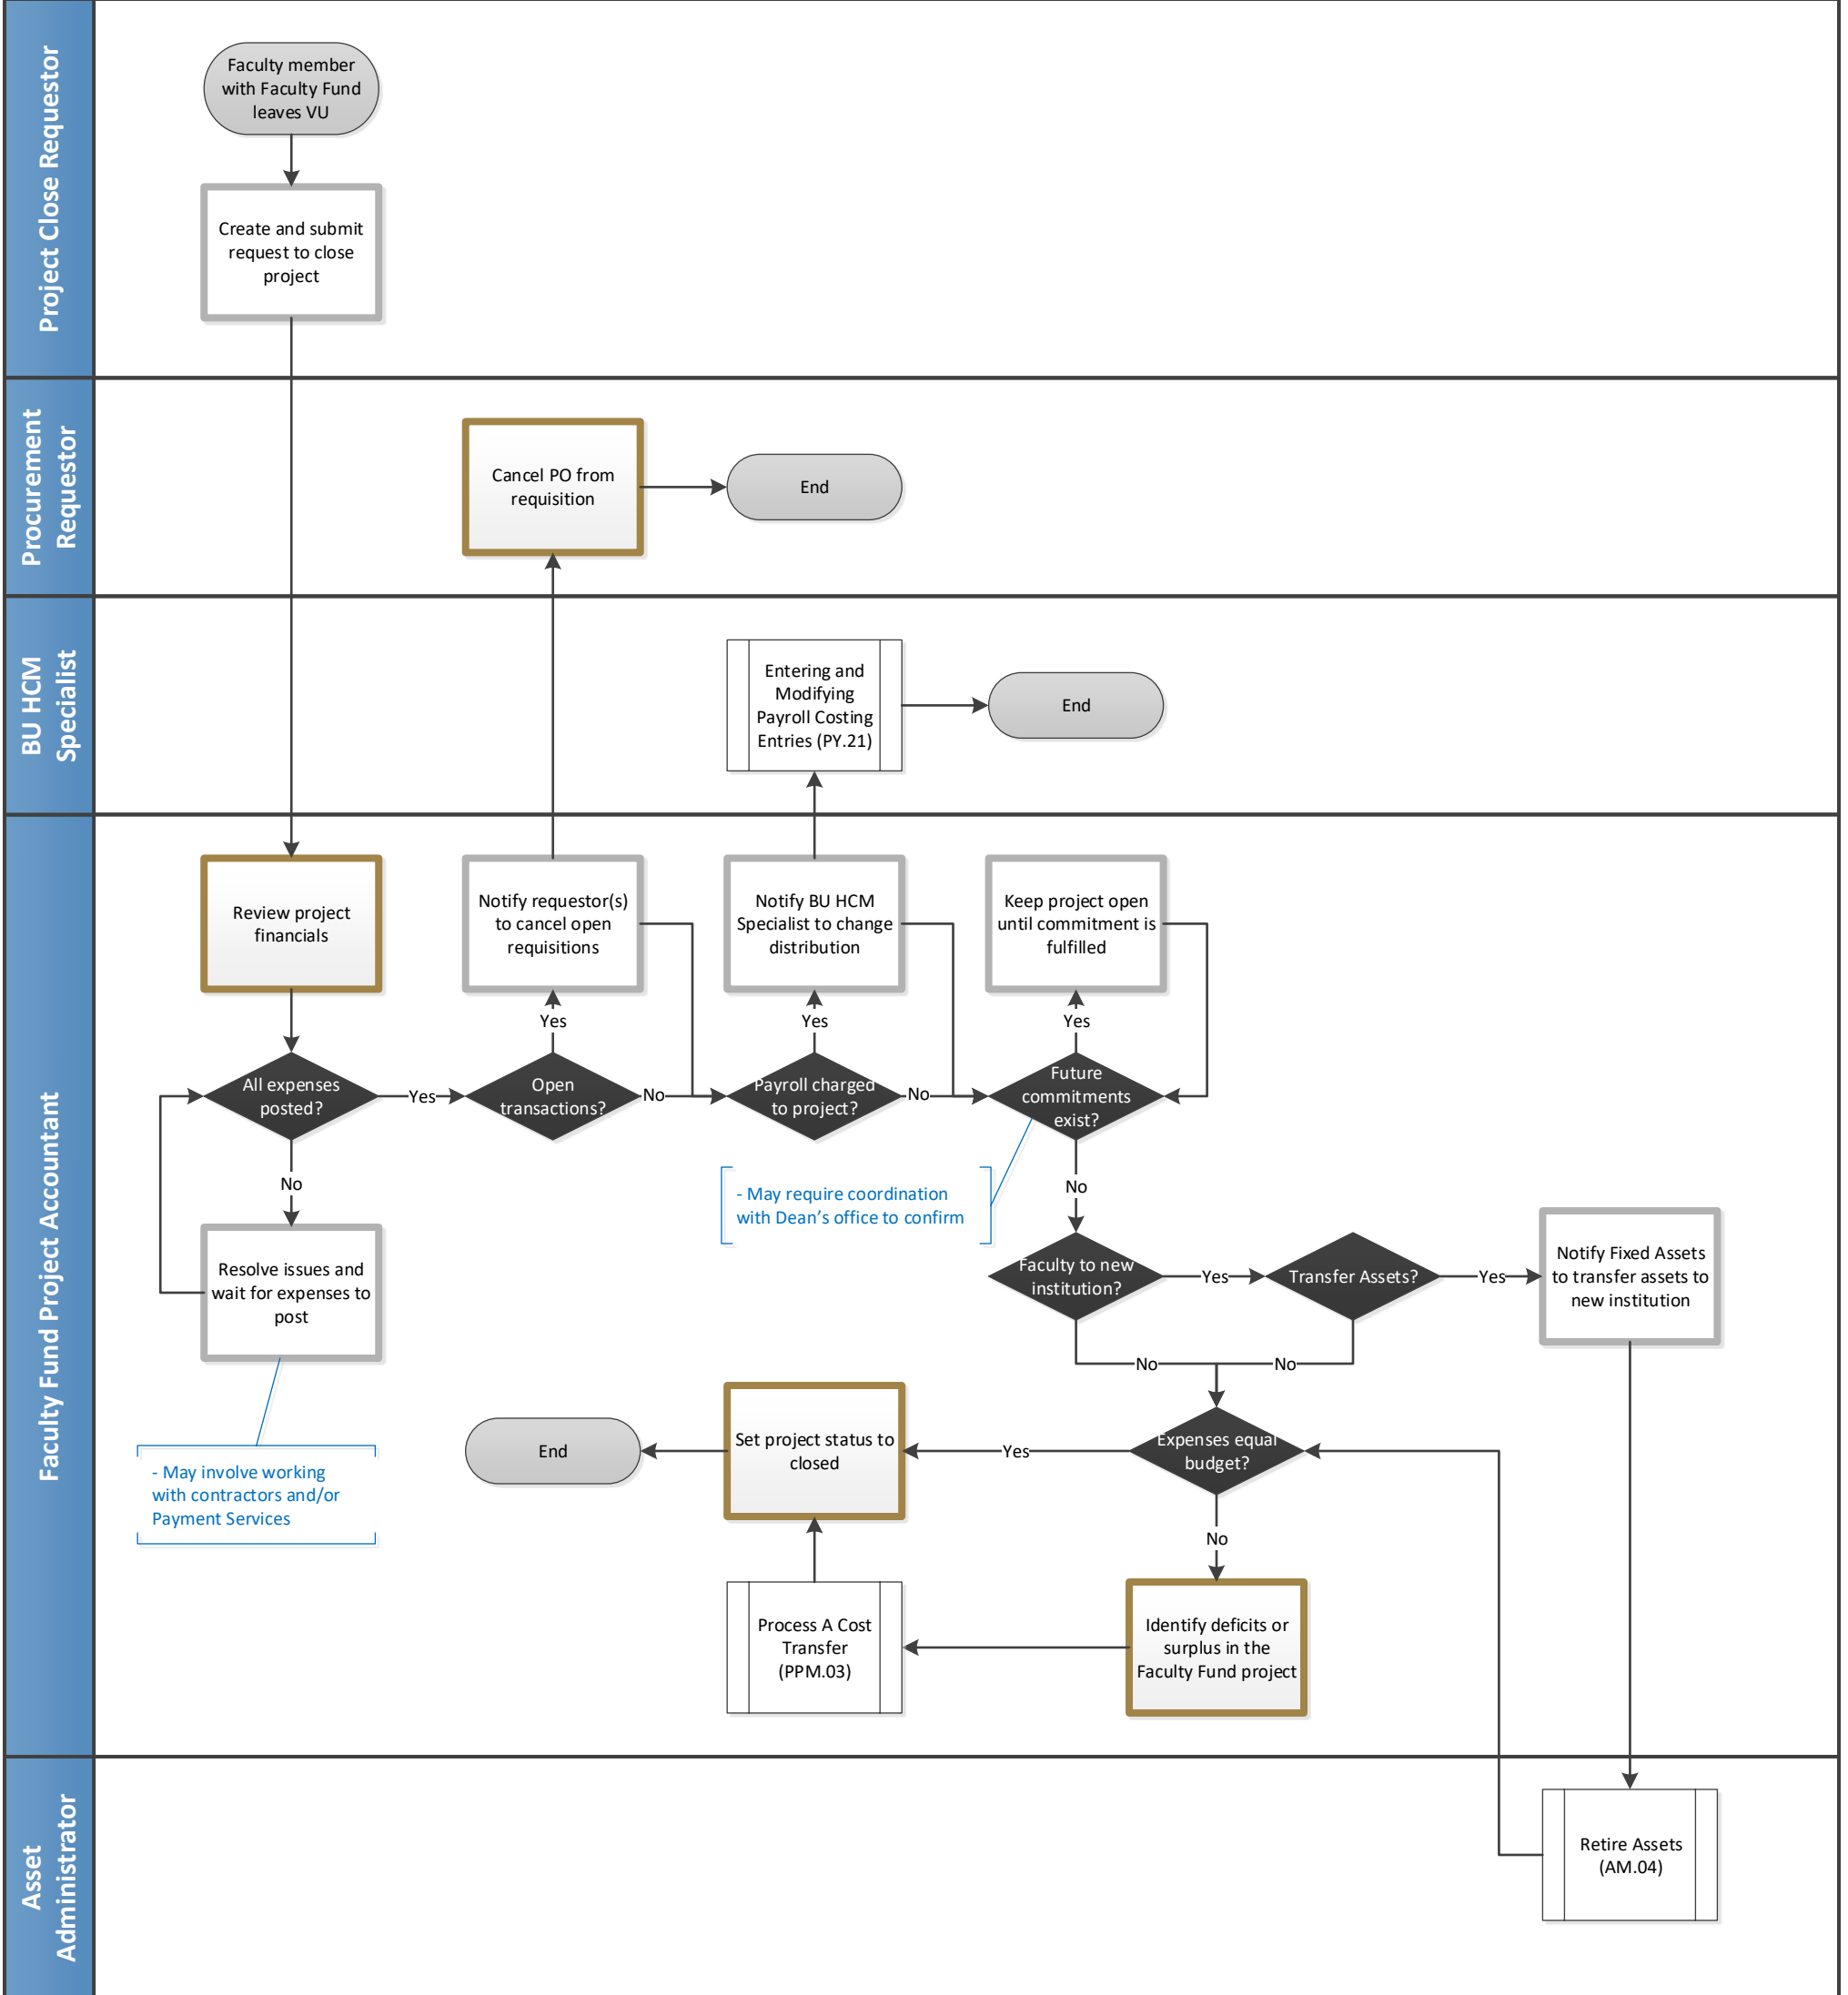 Project Close Requestor
Faculty member
with Faculty Fund
leaves VU
Create and submit
request to close
project
Procurement
Requestor
Cancel PO from
requisition
End
BU HCM
Specialist
Entering and
Modifying
Payroll Costing
Entries (PY.21)
End
Faculty Fund Project Accountant
Review project
financials
Notify requestor(s)
to cancel open
requisitions
Notify BU HCM
Specialist to change
distribution
Keep project open
until commitment is
fulfilled
Yes
Yes
Yes
All expenses
posted?
Yes
Open
transactions?
No
Payroll charged
to project?
No
Future
commitments
exist?
No
- May require coordination
with Dean’s office to confirm
No
Resolve issues and
wait for expenses to
post
Faculty to new
institution?
Yes
Transfer Assets?
Yes
Notify Fixed Assets
to transfer assets to
new institution
No
No
- May involve working
with contractors and/or
Payment Services
End
Set project status to
closed
Yes
Expenses equal
budget?
No
Process A Cost
Transfer
(PPM.03)
Identify deficits or
surplus in the
Faculty Fund project
Asset
Administrator
Retire Assets
(AM.04)